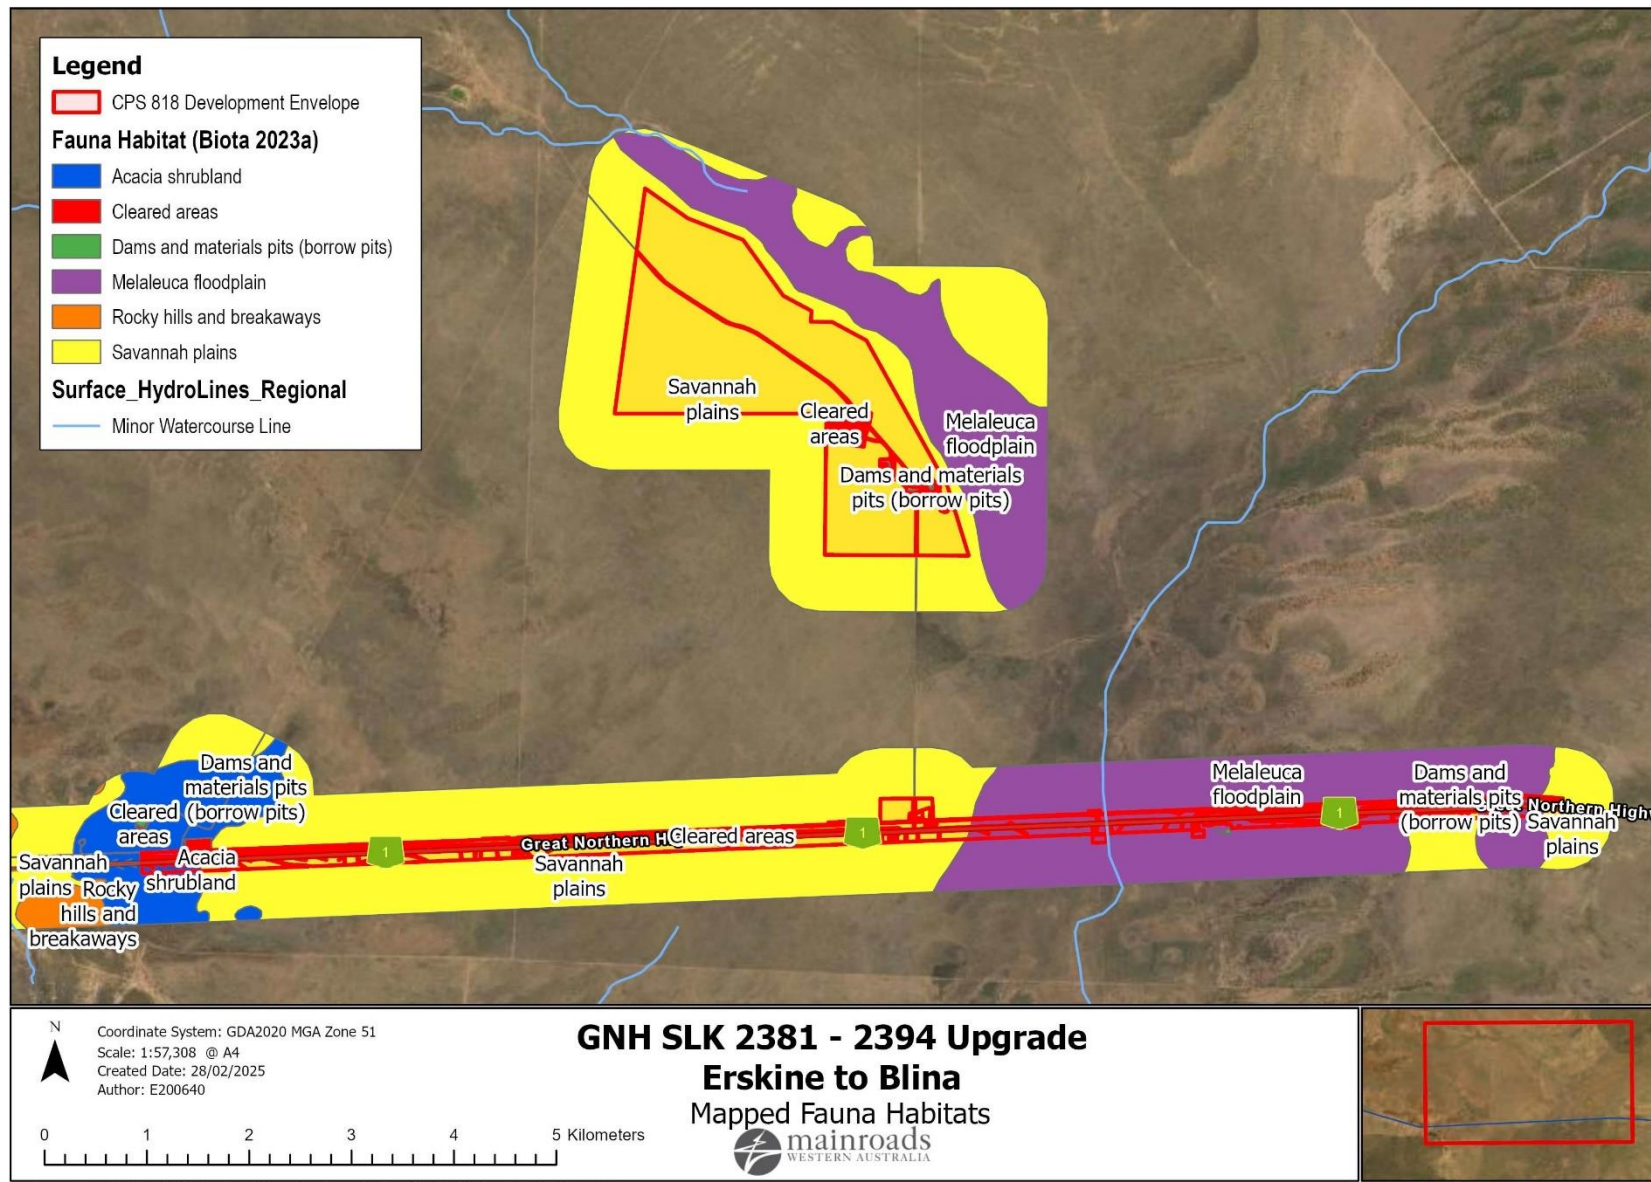 Legend
CPS 818 Development Envelope
Fauna Habitat (Biota 2023a)
Acacia shrubland
Cleared areas
Dams and materials pits (borrow pits)
Melaleuca floodplain
Rocky hills and breakaways
Savannah plains
Surface_HydroLines_Regional
Minor Watercourse Line
Savannah
plains
Cleared
areas
Melaleuca
floodplain
Dams and materials
pits (borrow pits)
Dams and
materials pits
(borrow pits)
Cleared
areas
Acacia
shrubland
Savannah
plains
Rocky
hills and
breakaways
1
Great Northern H
Cleared areas
Savannah
plains
1
Melaleuca
floodplain
1
Dams and
materials pits
(borrow pits)
Northern Highw
Savannah
plains
N
Coordinate System: GDA2020 MGA Zone 51
Scale: 1:57,308 @ A4
Created Date: 28/02/2025
Author: E200640
0 1 2 3 4 5 Kilometers
GNH SLK 2381 - 2394 Upgrade
Erskine to Blina
Mapped Fauna Habitats
mainroads
WESTERN AUSTRALIA